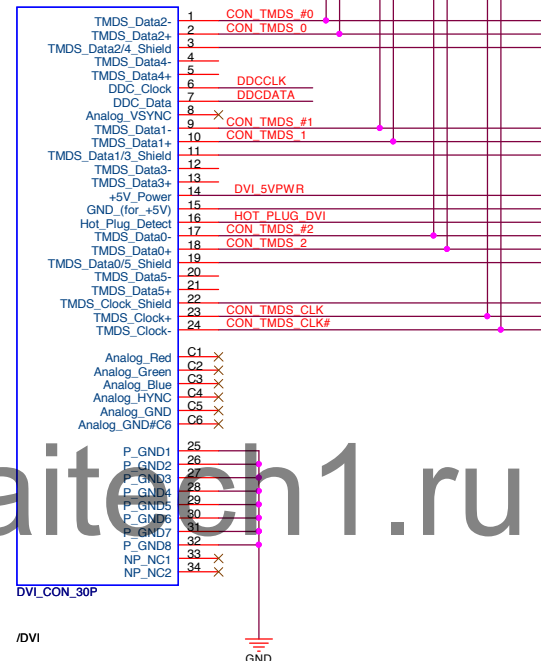 TMDS_Data2- 1 CON_TMDS_#0
TMDS_Data2+ 2 CON_TMDS_0
TMDS_Data2/4_Shield 3
TMDS_Data4- 4
TMDS_Data4+ 5
DDC_Clock 6 DDCCLK
DDC_Data 7 DDCDATA
Analog_VSYNC 8
TMDS_Data1- 9 CON_TMDS_#1
TMDS_Data1+ 10 CON_TMDS_1
TMDS_Data1/3_Shield 11
TMDS_Data3- 12
TMDS_Data3+ 13
+5V_Power 14 DVI_5VPWR
GND_(for_+5V) 15
Hot_Plug_Detect 16 HOT_PLUG_DVI
TMDS_Data0- 17 CON_TMDS_#2
TMDS_Data0+ 18 CON_TMDS_2
TMDS_Data0/5_Shield 19
TMDS_Data5- 20
TMDS_Data5+ 21
TMDS_Clock_Shield 22
TMDS_Clock+ 23 CON_TMDS_CLK
TMDS_Clock- 24 CON_TMDS_CLK#
Analog_Red C1
Analog_Green C2
Analog_Blue C3
Analog_HYNC C4
Analog_GND C5
Analog_GND#C6 C6
P_GND1 25
P_GND2 26
P_GND3 27
P_GND4 28
P_GND5 29
P_GND6 30
P_GND7 31
P_GND8 32
NP_NC1 33
NP_NC2 34
aitech1.ru
DVI_CON_30P
/DVI
GND